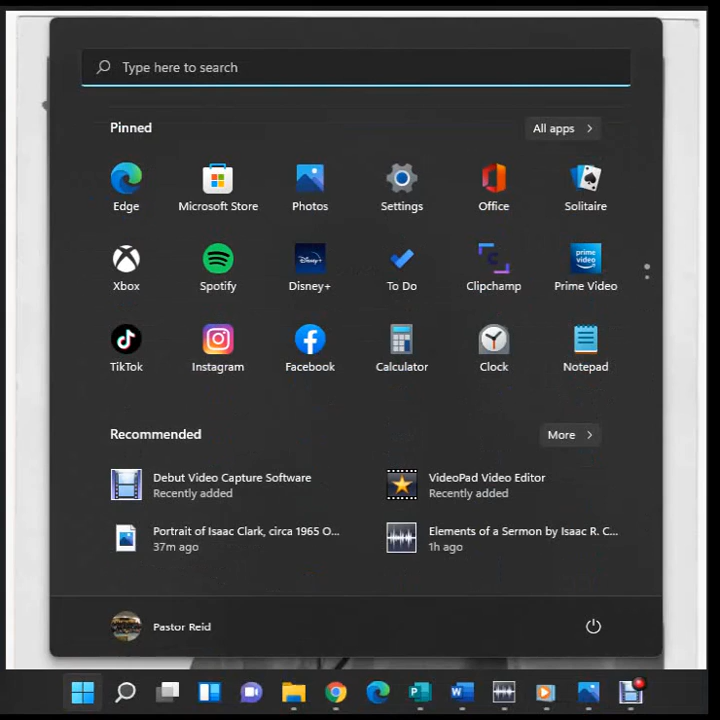 Type here to search
Pinned
All apps
Edge
Microsoft Store
Photos
Settings
Office
Solitaire
Xbox
Spotify
Disney+
To Do
Clipchamp
Prime Video
TikTok
Instagram
Facebook
Calculator
Clock
Notepad
Recommended
More
Debut Video Capture Software
Recently added
VideoPad Video Editor
Recently added
Portrait of Isaac Clark, circa 1965 O...
37m ago
Elements of a Sermon by Isaac R. C...
1h ago
Pastor Reid